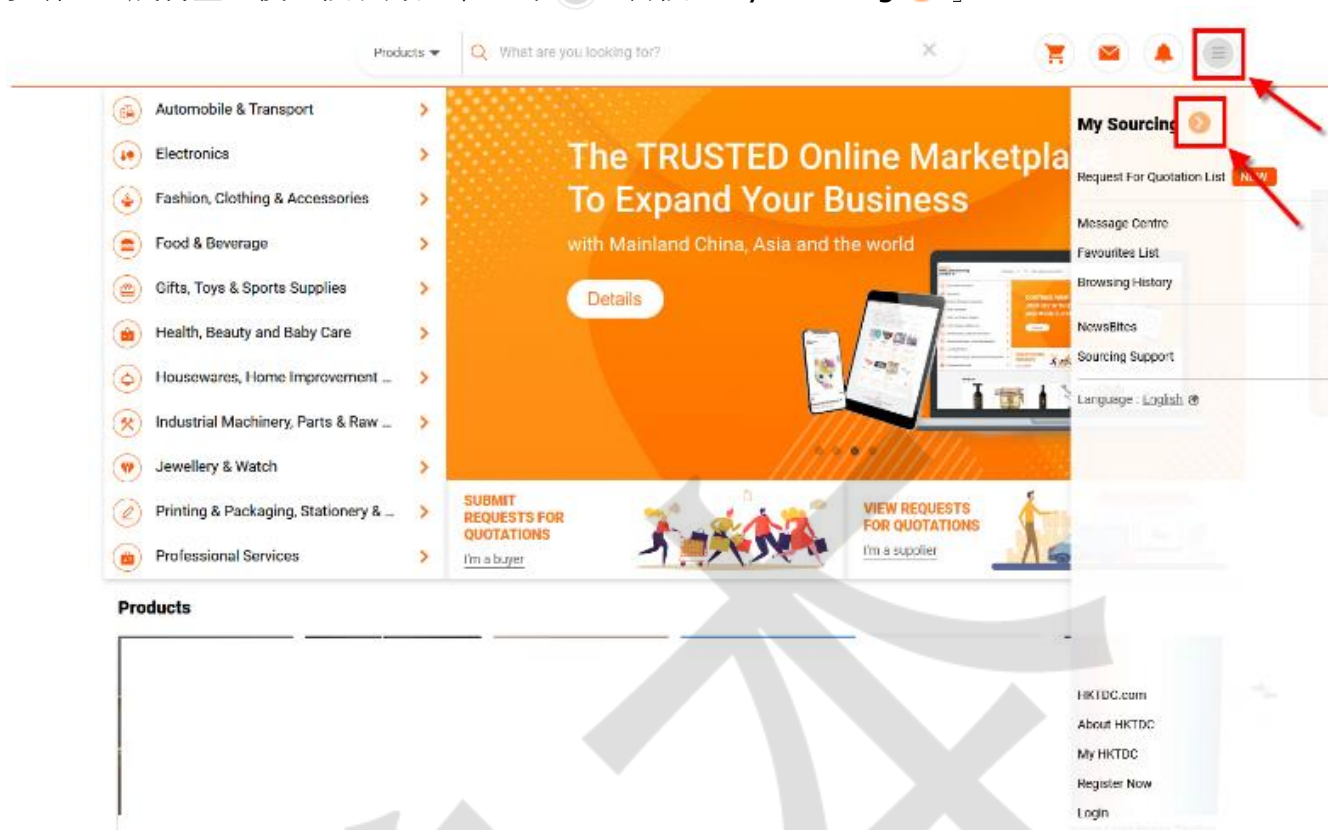 Products
What are you looking for?
Automobile & Transport
Electronics
Fashion, Clothing & Accessories
Food & Beverage
Gifts, Toys & Sports Supplies
Health, Beauty and Baby Care
Housewares, Home Improvement ...
Industrial Machinery, Parts & Raw ...
Jewellery & Watch
Printing & Packaging, Stationery & ...
Professional Services
The TRUSTED Online Marketpla
To Expand Your Business
with Mainland China, Asia and the world
Details
SUBMIT
REQUESTS FOR
QUOTATIONS
I'm a buyer
VIEW REQUESTS
FOR QUOTATIONS
I'm a supplier
My Sourcing
Request For Quotation List NEW
Message Centre
Favourites List
Browsing History
NewsBites
Sourcing Support
Language : English
Products
HKTDC.com
About HKTDC
My HKTDC
Register Now
Login